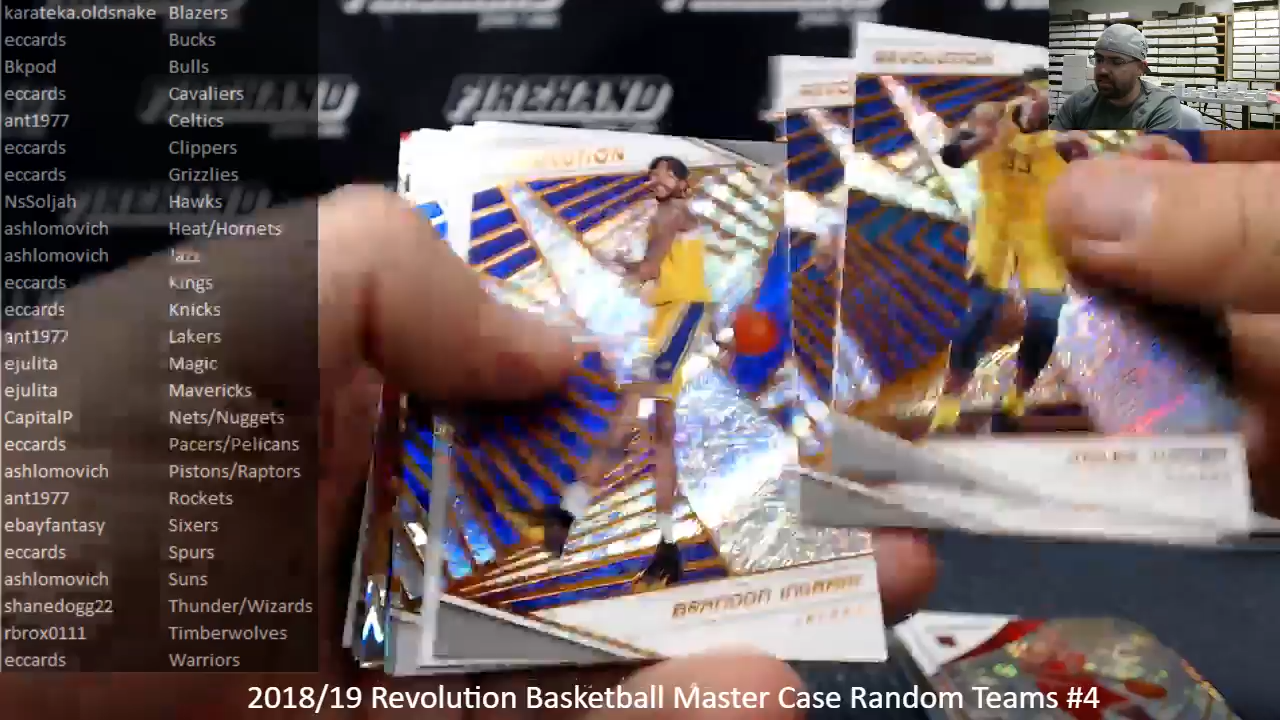 karateka.oldsnake Blazers
eccards Bucks
Bkpod Bulls
eccards Cavaliers
ant1977 Celtics
eccards Clippers
eccards Grizzlies
NsSoljah Hawks
ashlomovich Heat/Hornets
ashlomovich Jazz
eccards Kings
eccards Knicks
ant1977 Lakers
ejulita Magic
ejulita Mavericks
CapitalP Nets/Nuggets
eccards Pacers/Pelicans
ashlomovich Pistons/Raptors
ant1977 Rockets
ebayfantasy Sixers
eccards Spurs
ashlomovich Suns
shanedogg22 Thunder/Wizards
rbrox0111 Timberwolves
eccards Warriors
FIREHAND
REVOLUTION
BRANDON INGRAM
2018/19 Revolution Basketball Master Case Random Teams #4